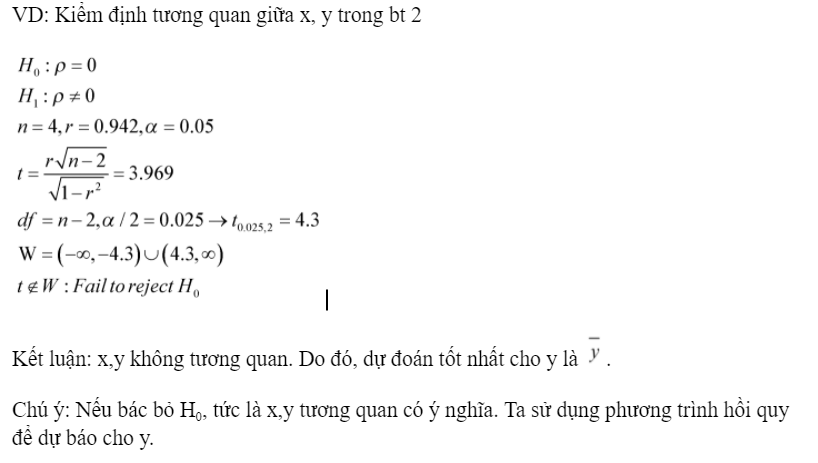 VD: Kiểm định tương quan giữa x, y trong bt 2
H₀ : ρ = 0
H₁ : ρ ≠ 0
n = 4, r = 0.942, α = 0.05
t = r√(n − 2) / √(1 − r²) = 3.969
df = n − 2, α / 2 = 0.025 → t₀.₀₂₅,₂ = 4.3
W = (−∞, −4.3) ∪ (4.3, ∞)
t ∉ W : Fail to reject H₀
Kết luận: x,y không tương quan. Do đó, dự đoán tốt nhất cho y là y̅ .
Chú ý: Nếu bác bỏ H₀, tức là x,y tương quan có ý nghĩa. Ta sử dụng phương trình hồi quy
để dự báo cho y.